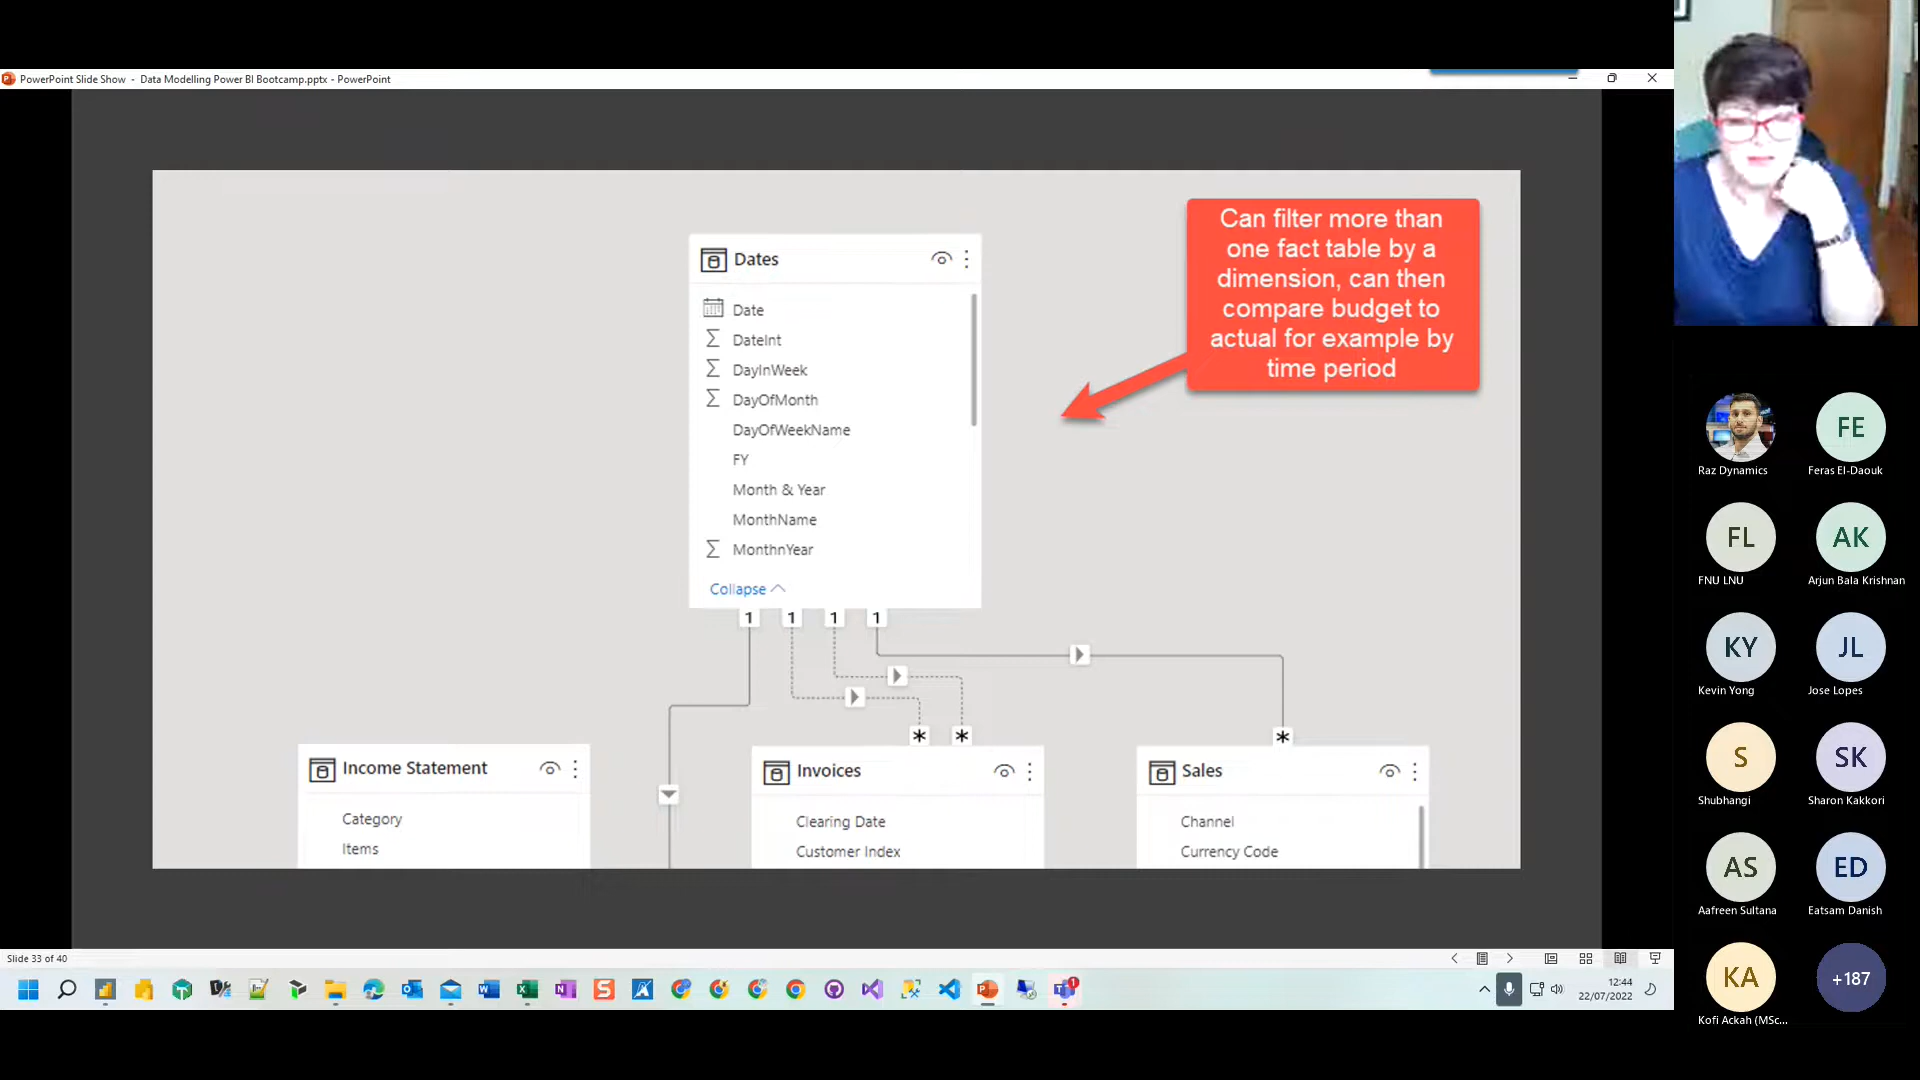 PowerPoint Slide Show - Data Modelling Power BI Bootcamp.pptx - PowerPoint
Can filter more than
one fact table by a
dimension, can then
compare budget to
actual for example by
time period
Dates
Date
DateInt
DayInWeek
DayOfMonth
DayOfWeekName
FY
Month & Year
MonthName
MonthnYear
Collapse
1 1 1 1
* * *
Income Statement
Category
Items
Invoices
Clearing Date
Customer Index
Sales
Channel
Currency Code
Slide 33 of 40
12:44
22/07/2022
1
Raz Dynamics
FE
Feras El-Daouk
FL
FNU LNU
AK
Arjun Bala Krishnan
KY
Kevin Yong
JL
Jose Lopes
S
Shubhangi
SK
Sharon Kakkori
AS
Aafreen Sultana
ED
Eatsam Danish
KA
Kofi Ackah (MSc...
+187